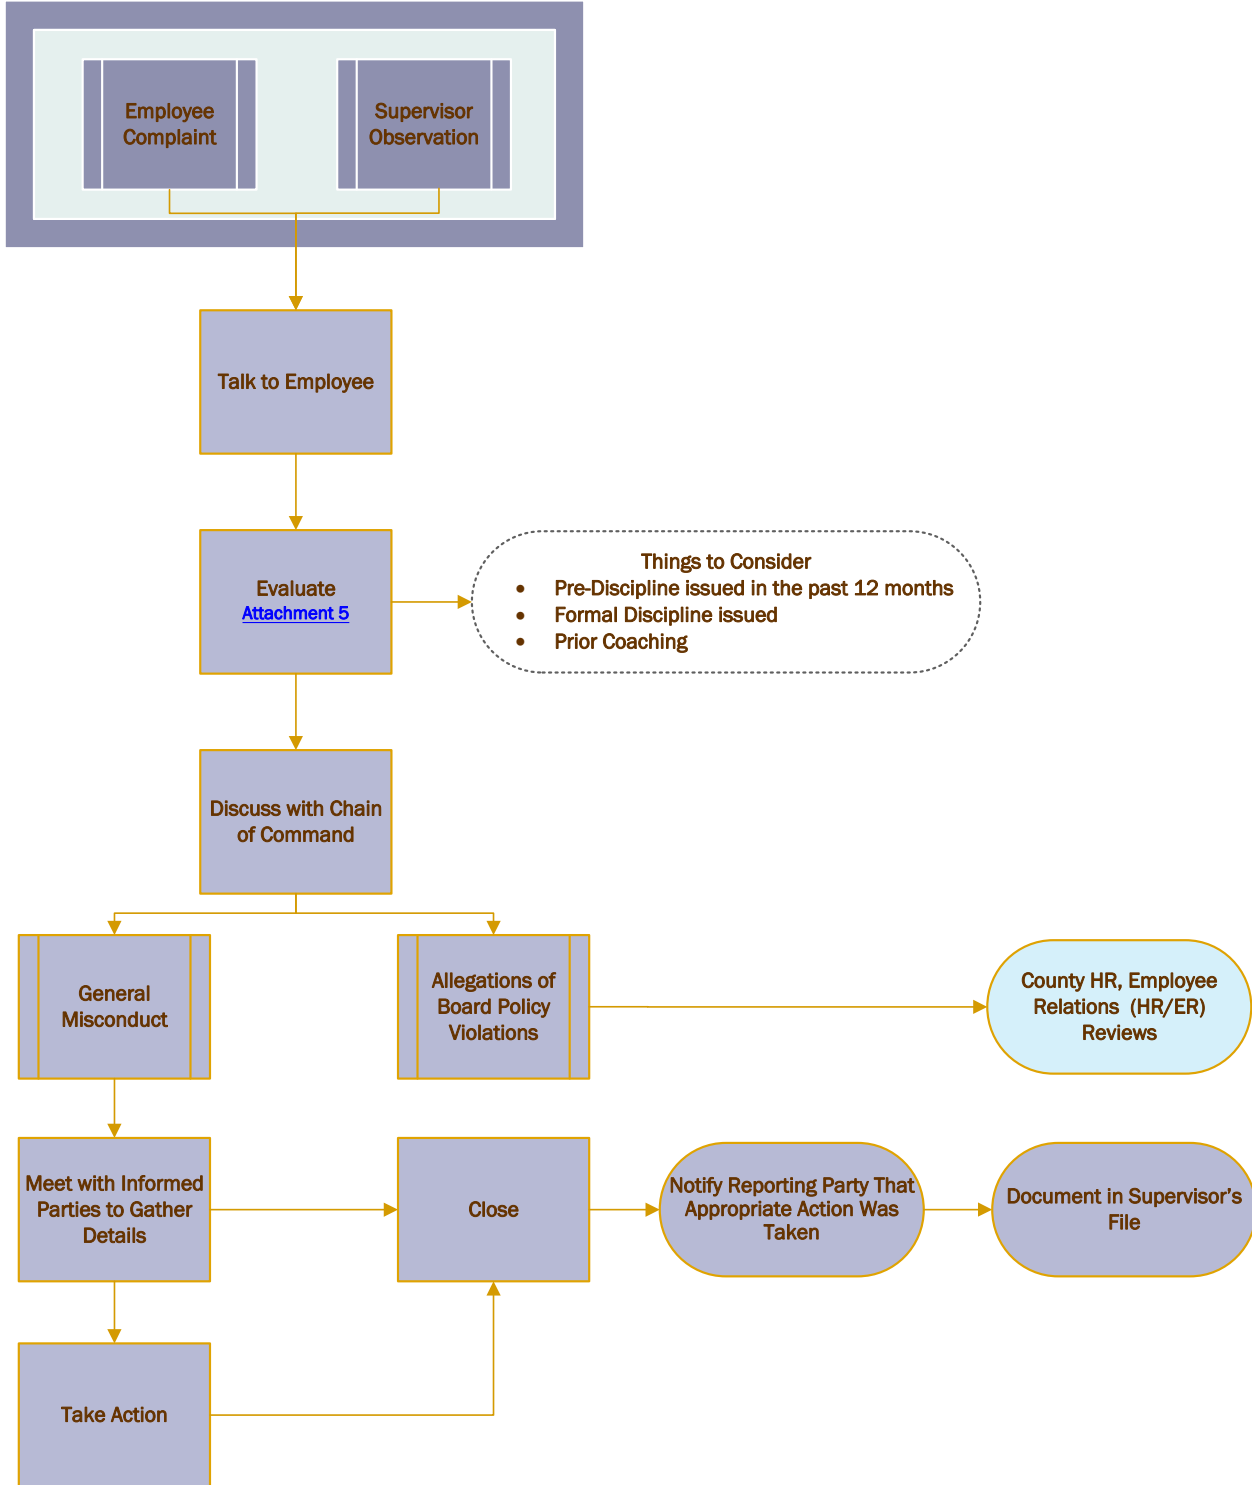 Employee
Complaint
Supervisor
Observation
Talk to Employee
Evaluate
Attachment 5
Things to Consider
• Pre-Discipline issued in the past 12 months
• Formal Discipline issued
• Prior Coaching
Discuss with Chain
of Command
General
Misconduct
Allegations of
Board Policy
Violations
County HR, Employee
Relations (HR/ER)
Reviews
Meet with Informed
Parties to Gather
Details
Close
Notify Reporting Party That
Appropriate Action Was
Taken
Document in Supervisor’s
File
Take Action